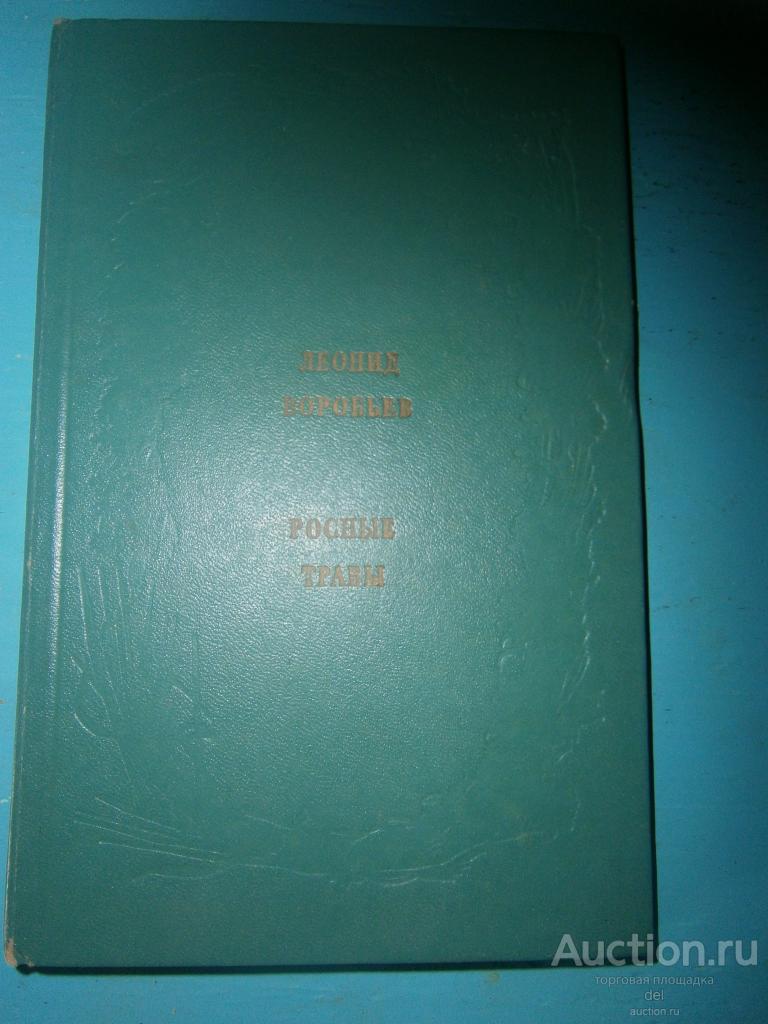 ЛЕОНИД
ВОРОБЬЕВ
РОСНЫЕ
ТРАВЫ
Auction.ru
торговая площадка
del
auction.ru